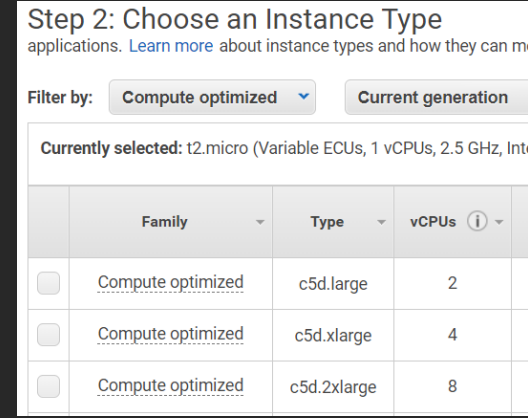 Step 2: Choose an Instance Type
applications. Learn more about instance types and how they can
Filter by: Compute optimized Current generation
Currently selected: t2.micro (Variable ECUs, 1 vCPUs, 2.5 GHz,
Family Type vCPUs i
Compute optimized c5d.large 2
Compute optimized c5d.xlarge 4
Compute optimized c5d.2xlarge 8